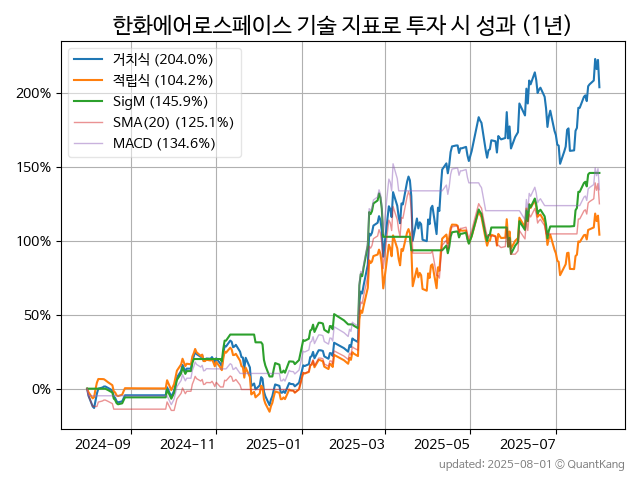 한화에어로스페이스 기술 지표로 투자 시 성과 (1년)
거치식 (204.0%)
적립식 (104.2%)
SigM (145.9%)
SMA(20) (125.1%)
MACD (134.6%)
200%
150%
100%
50%
0%
2024-09 2024-11 2025-01 2025-03 2025-05 2025-07
updated: 2025-08-01 © QuantKang